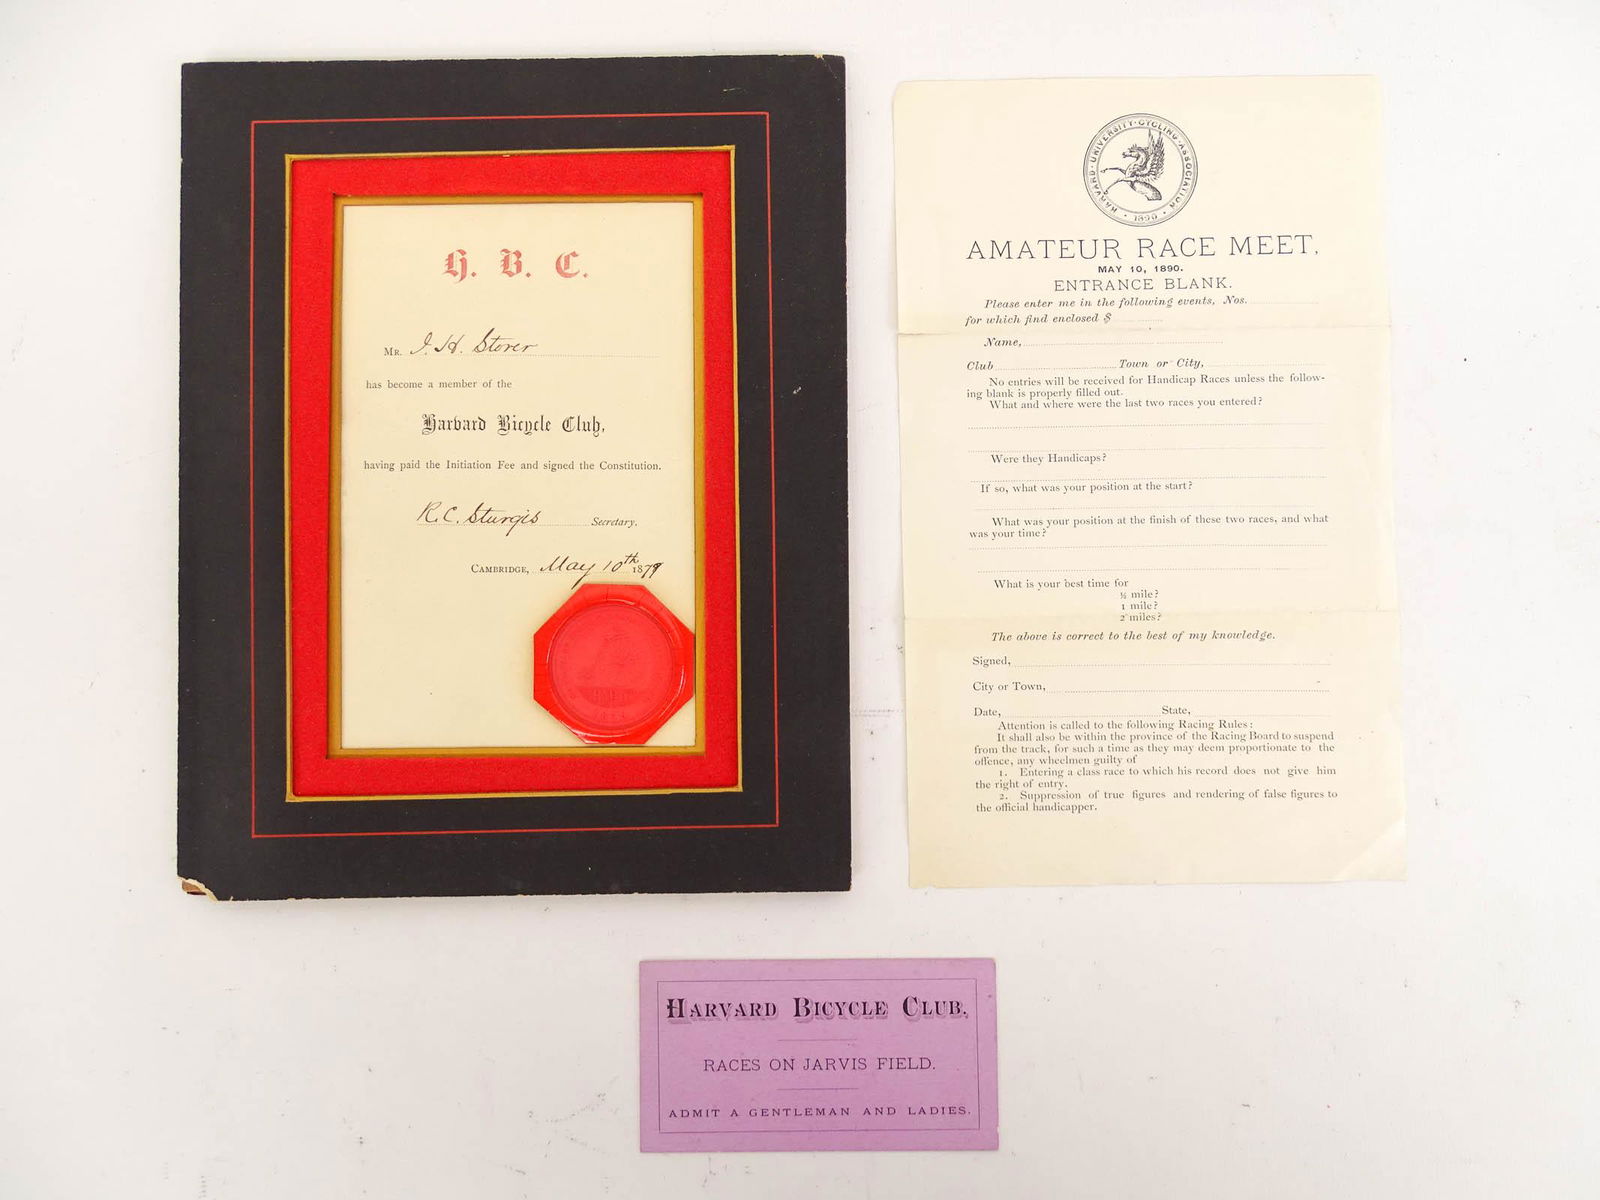 H. B. C.
MR. J. H. Storer
has become a member of the
Harvard Bicycle Club,
having paid the Initiation Fee and signed the Constitution.
R. C. Sturgis Secretary.
CAMBRIDGE, May 10th 1879
HARVARD · UNIVERSITY · CYCLING · ASSOCIATION
· 1890 ·
AMATEUR RACE MEET,
MAY 10, 1890.
ENTRANCE BLANK.
Please enter me in the following events, Nos.
for which find enclosed $
Name,
Club Town or City,
No entries will be received for Handicap Races unless the follow-
ing blank is properly filled out.
What and where were the last two races you entered?
Were they Handicaps?
If so, what was your position at the start?
What was your position at the finish of these two races, and what
was your time?
What is your best time for
½ mile?
1 mile?
2 miles?
The above is correct to the best of my knowledge.
Signed,
City or Town,
Date, State,
Attention is called to the following Racing Rules:
It shall also be within the province of the Racing Board to suspend
from the track, for such a time as they may deem proportionate to the
offence, any wheelmen guilty of
1. Entering a class race to which his record does not give him
the right of entry.
2. Suppression of true figures and rendering of false figures to
the official handicapper.
HARVARD BICYCLE CLUB.
RACES ON JARVIS FIELD.
ADMIT A GENTLEMAN AND LADIES.